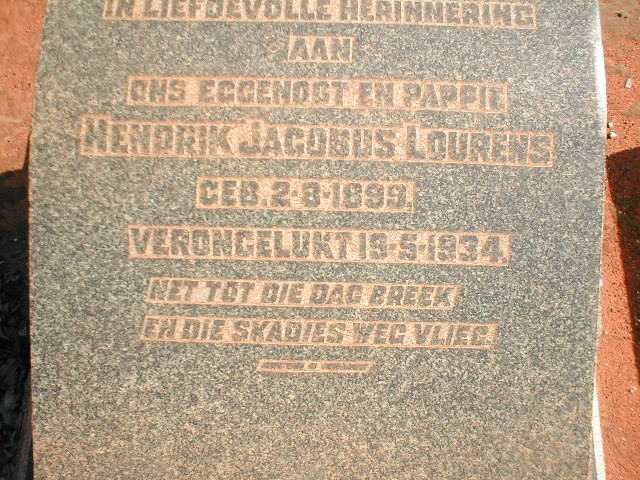 IN LIEFDEVOLLE HERINNERING
AAN
ONS EGGENOOT EN PAPPIE
HENDRIK JACOBUS LOURENS
GEB. 2-8-1899.
VERONGELUKT 19-5-1934.
NET TOT DIE DAG BREEK
EN DIE SKADUES WEG VLIEG.